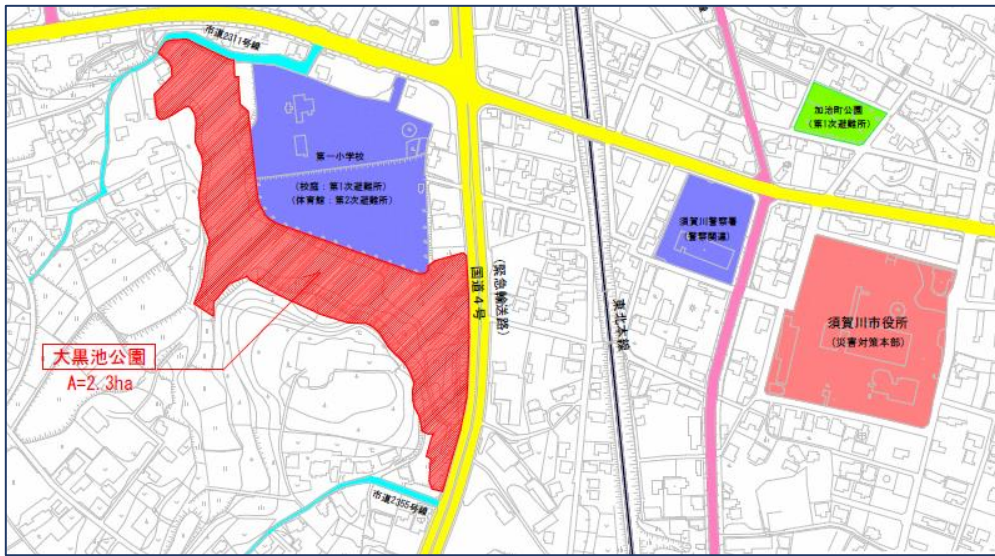 市道2311号線
加治町公園
(第1次避難所)
第一小学校
(校庭：第1次避難所)
(体育館：第2次避難所)
須賀川警察署
(警察関連)
国道4号
(緊急輸送路)
東北本線
須賀川市役所
(災害対策本部)
大黒池公園
A=2.3ha
市道2355号線